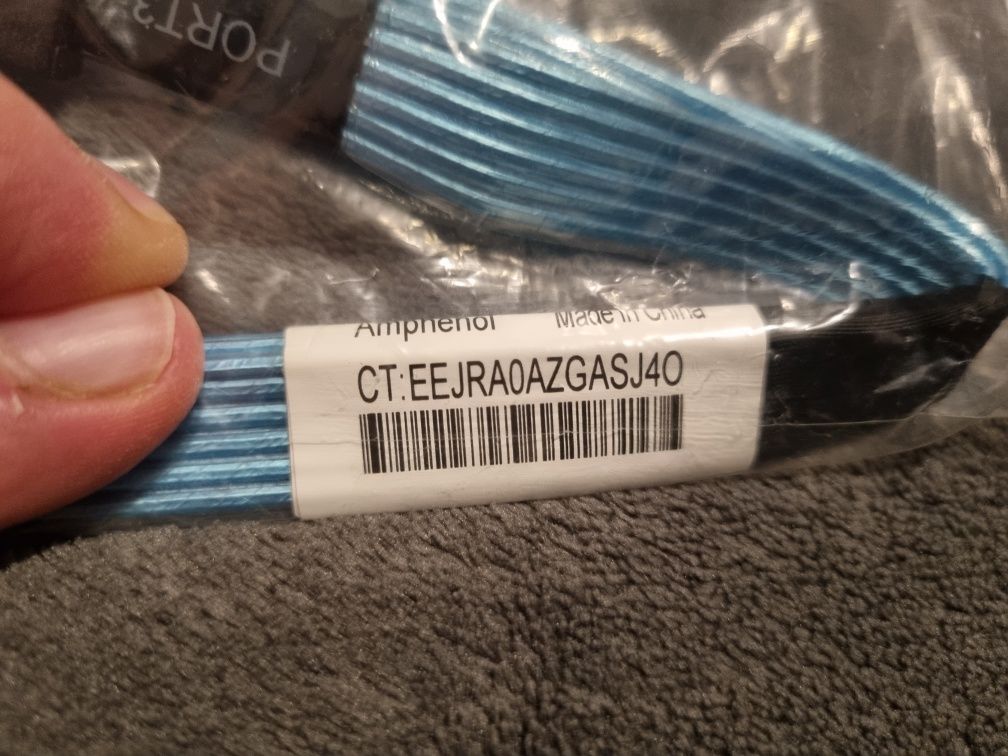 PORT3
Amphenol Made in China
CT:EEJRA0AZGASJ4O